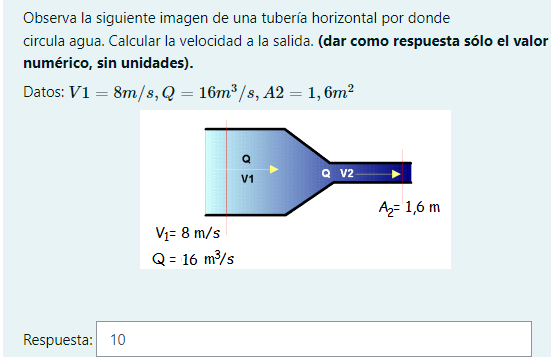 Observa la siguiente imagen de una tubería horizontal por donde
circula agua. Calcular la velocidad a la salida. (dar como respuesta sólo el valor
numérico, sin unidades).
Datos: V1 = 8m/s, Q = 16m³/s, A2 = 1,6m²
Q
V1
Q V2
A₂= 1,6 m
V₁= 8 m/s
Q = 16 m³/s
Respuesta: 10